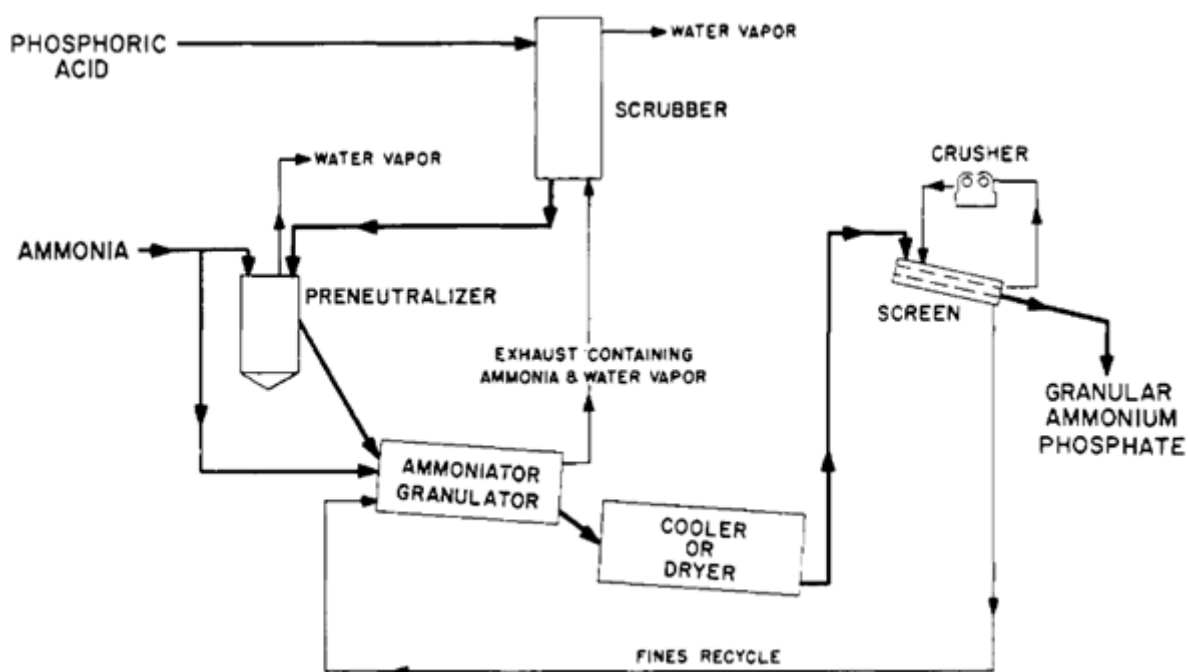 PHOSPHORIC
ACID
WATER VAPOR
SCRUBBER
CRUSHER
WATER VAPOR
AMMONIA
PRENEUTRALIZER
SCREEN
EXHAUST CONTAINING
AMMONIA & WATER VAPOR
GRANULAR
AMMONIUM
PHOSPHATE
AMMONIATOR
GRANULATOR
COOLER
OR
DRYER
FINES RECYCLE